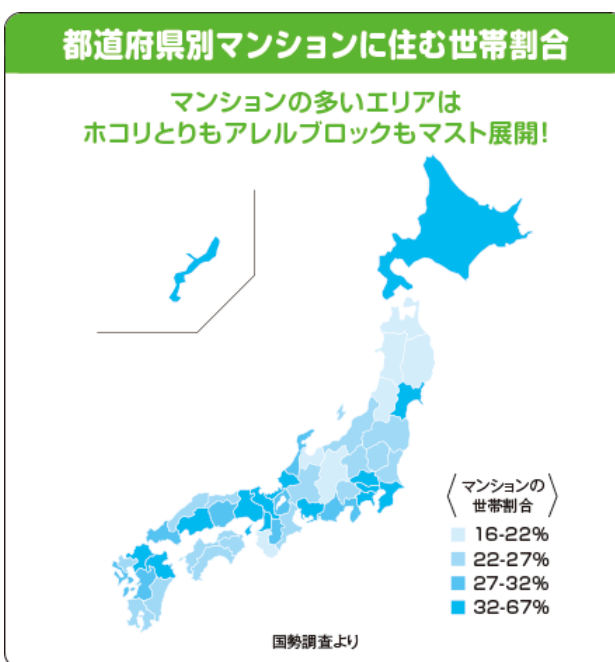 都道府県別マンションに住む世帯割合
マンションの多いエリアは
ホコリとりもアレルブロックもマスト展開!
マンションの
世帯割合
16-22%
22-27%
27-32%
32-67%
国勢調査より